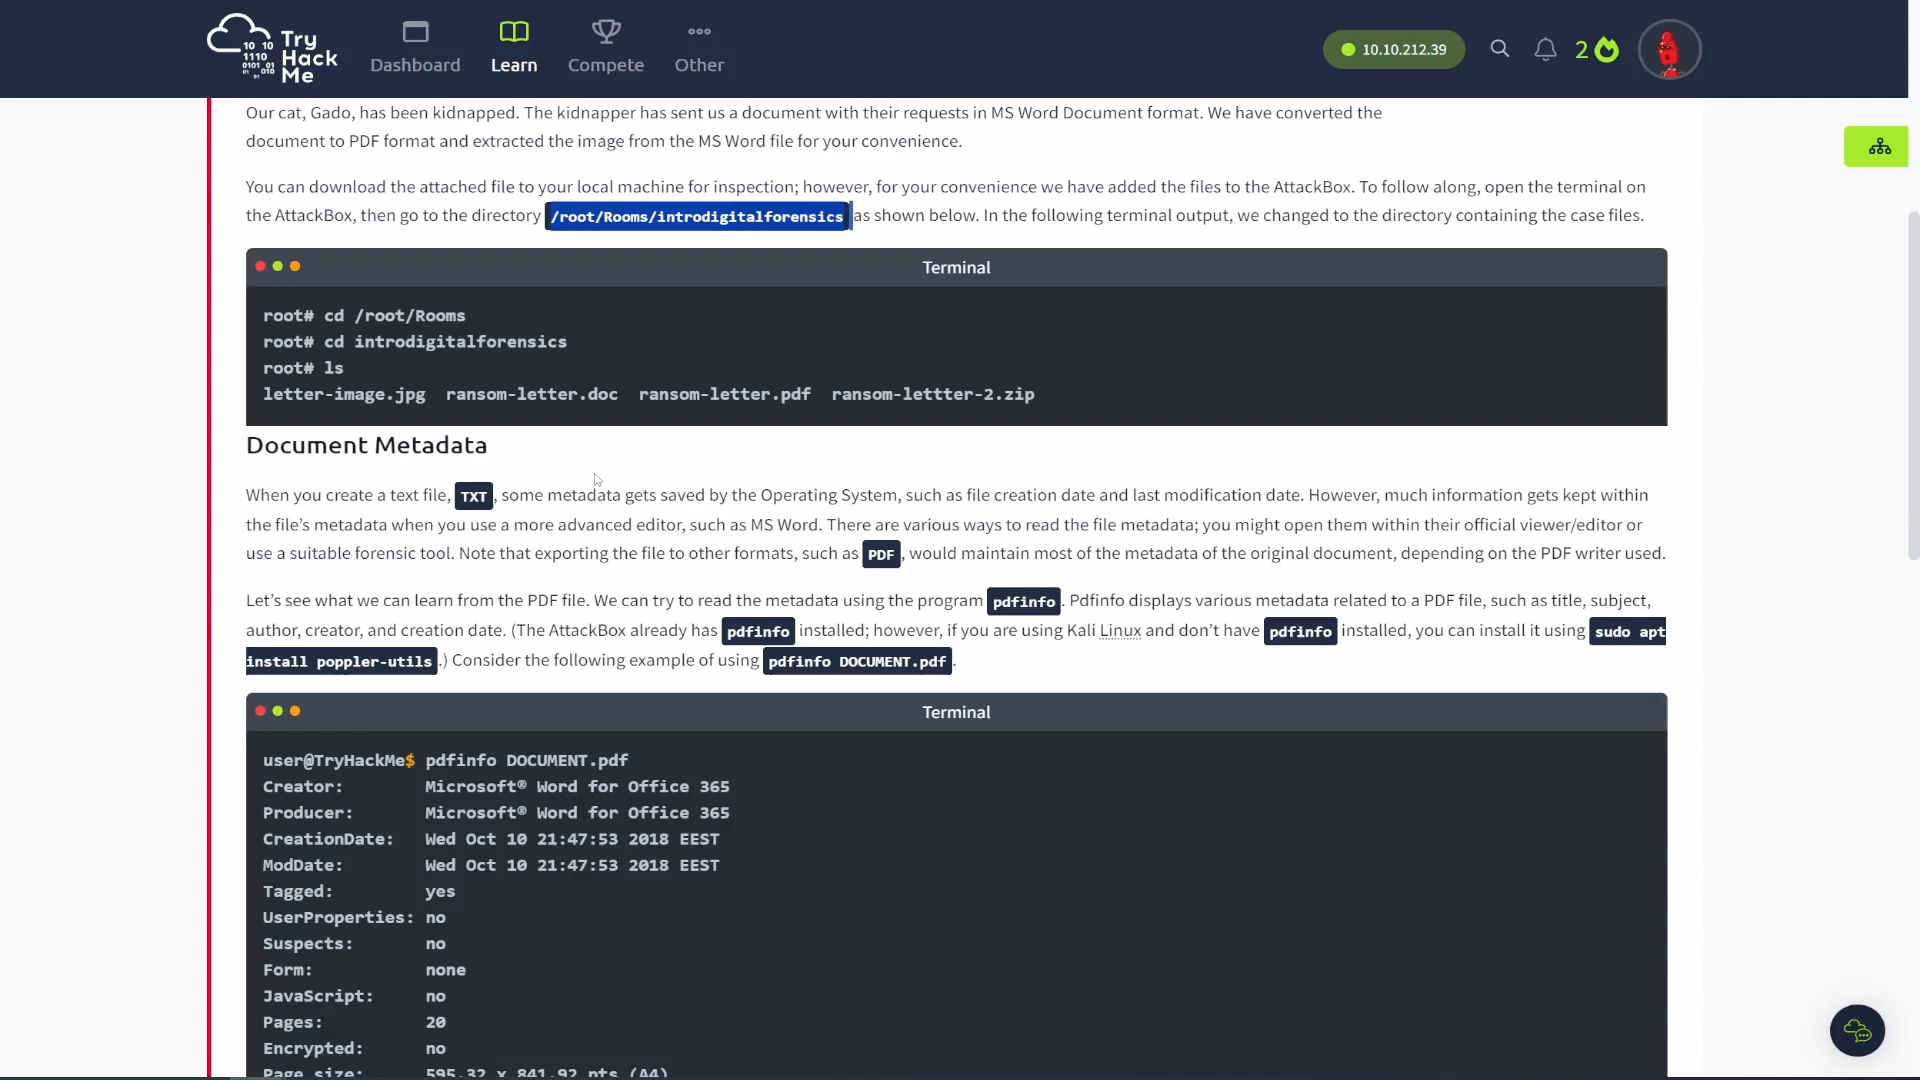 Try
Hack
Me
10 10
1110
0101 01
010
Dashboard
Learn
Compete
Other
10.10.212.39
2
Our cat, Gado, has been kidnapped. The kidnapper has sent us a document with their requests in MS Word Document format. We have converted the
document to PDF format and extracted the image from the MS Word file for your convenience.
You can download the attached file to your local machine for inspection; however, for your convenience we have added the files to the AttackBox. To follow along, open the terminal on
the AttackBox, then go to the directory /root/Rooms/introdigitalforensics as shown below. In the following terminal output, we changed to the directory containing the case files.
Terminal
root# cd /root/Rooms
root# cd introdigitalforensics
root# ls
letter-image.jpg ransom-letter.doc ransom-letter.pdf ransom-lettter-2.zip
Document Metadata
When you create a text file, TXT, some metadata gets saved by the Operating System, such as file creation date and last modification date. However, much information gets kept within
the file’s metadata when you use a more advanced editor, such as MS Word. There are various ways to read the file metadata; you might open them within their official viewer/editor or
use a suitable forensic tool. Note that exporting the file to other formats, such as PDF, would maintain most of the metadata of the original document, depending on the PDF writer used.
Let’s see what we can learn from the PDF file. We can try to read the metadata using the program pdfinfo. Pdfinfo displays various metadata related to a PDF file, such as title, subject,
author, creator, and creation date. (The AttackBox already has pdfinfo installed; however, if you are using Kali Linux and don’t have pdfinfo installed, you can install it using sudo apt
install poppler-utils.) Consider the following example of using pdfinfo DOCUMENT.pdf.
Terminal
user@TryHackMe$ pdfinfo DOCUMENT.pdf
Creator: Microsoft® Word for Office 365
Producer: Microsoft® Word for Office 365
CreationDate: Wed Oct 10 21:47:53 2018 EEST
ModDate: Wed Oct 10 21:47:53 2018 EEST
Tagged: yes
UserProperties: no
Suspects: no
Form: none
JavaScript: no
Pages: 20
Encrypted: no
Page size: 595.32 x 841.92 pts (A4)